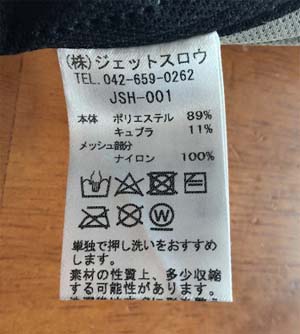 (株)ジェットスロウ
TEL. 042-659-0262
JSH-001
本体 ポリエステル 89%
キュプラ 11%
メッシュ部分
ナイロン 100%
W
単独で押し洗いをおすすめ
します。
素材の性質上、多少収縮
する可能性があります。